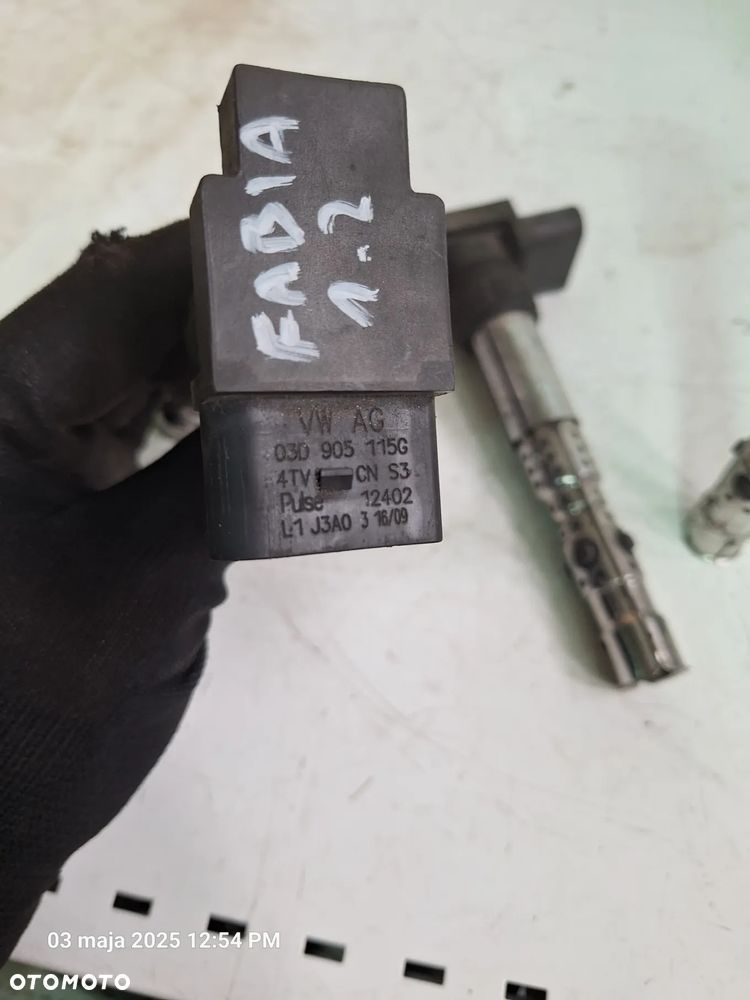 FABIA
1.2
VW AG
03D 905 115G
4TV CN S3
Pulse 12402
L1 J3A0 3 16/09
03 maja 2025 12:54 PM
OTOMOTO